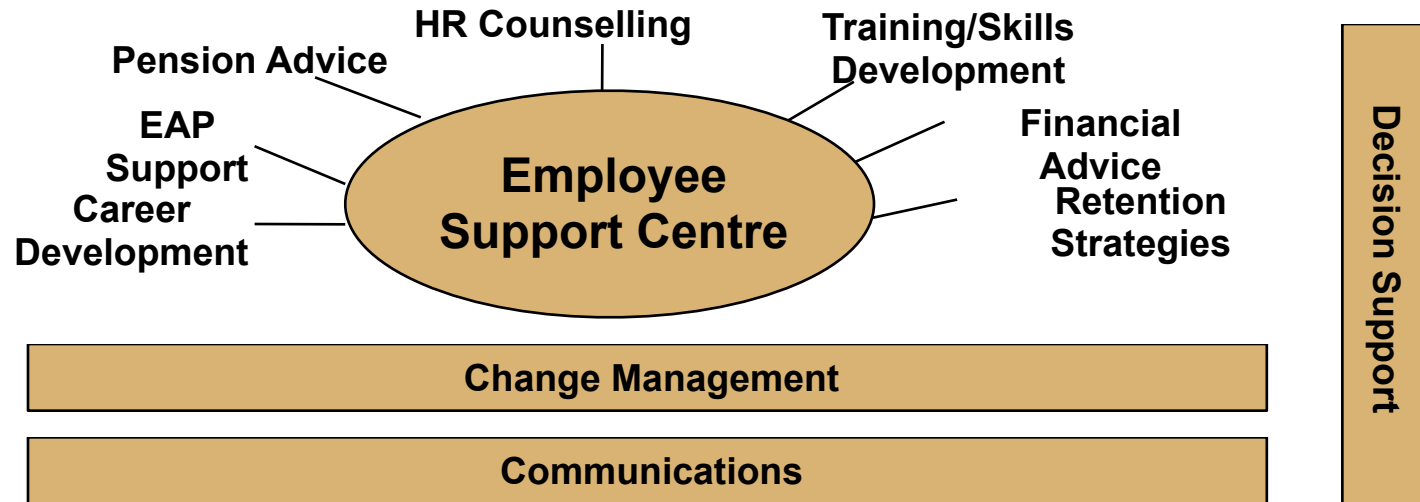 HR Counselling
Training/Skills
Development
Pension Advice
EAP
Support
Financial
Advice
Career
Development
Retention
Strategies
Employee
Support Centre
Change Management
Communications
Decision Support